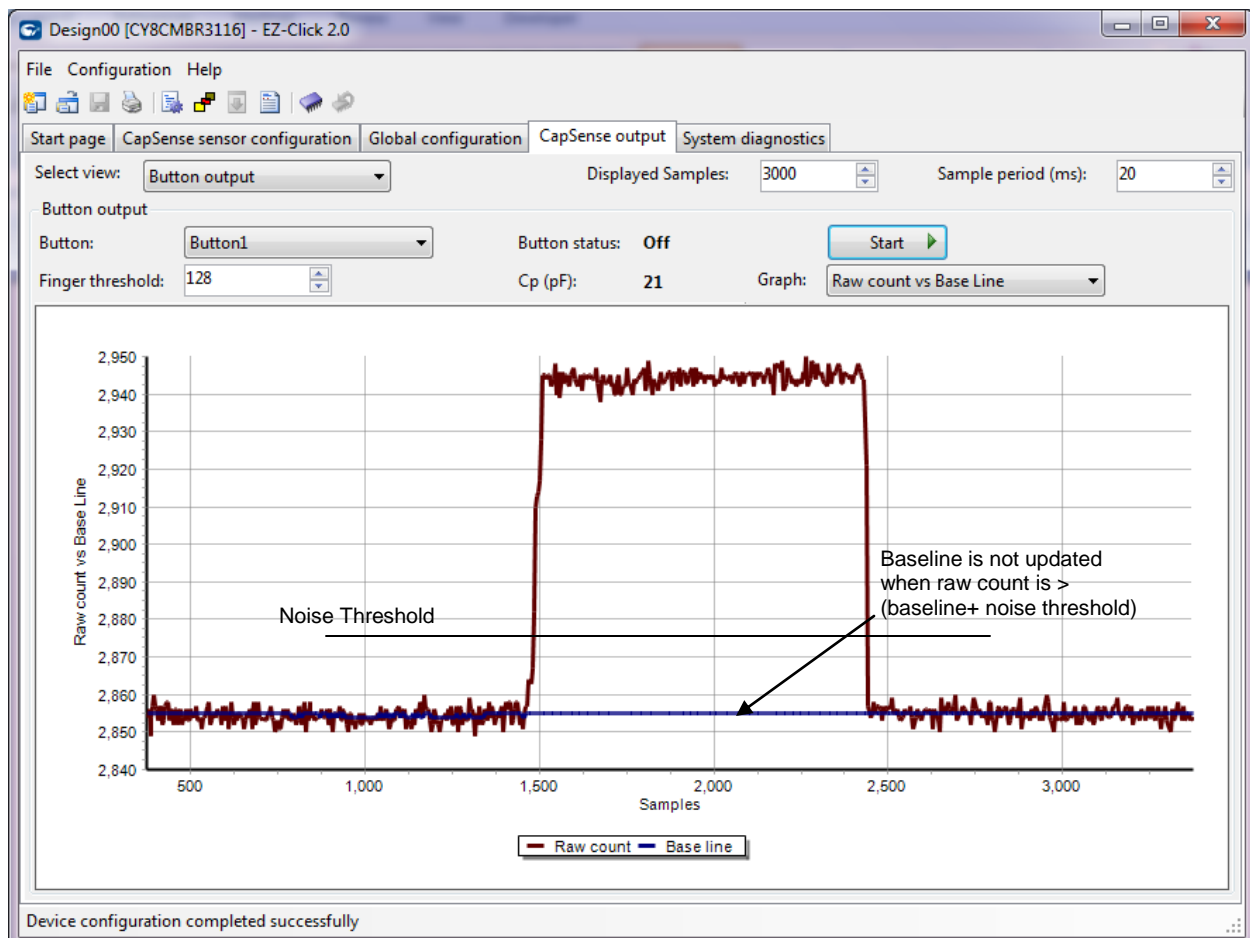 Design00 [CY8CMBR3116] - EZ-Click 2.0
File Configuration Help
Start page CapSense sensor configuration Global configuration CapSense output System diagnostics
Select view: Button output Displayed Samples: 3000 Sample period (ms): 20
Button output
Button: Button1 Button status: Off Start
Finger threshold: 128 Cp (pF): 21 Graph: Raw count vs Base Line
Raw count vs Base Line
2,950
2,940
2,930
2,920
2,910
2,900
2,890
2,880
2,870
2,860
2,850
2,840
Noise Threshold
Baseline is not updated
when raw count is >
(baseline+ noise threshold)
500 1,000 1,500 2,000 2,500 3,000
Samples
Raw count Base line
Device configuration completed successfully